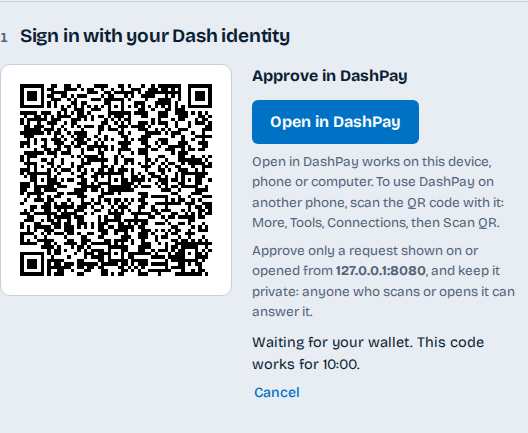 1 Sign in with your Dash identity
Approve in DashPay
Open in DashPay
Open in DashPay works on this device,
phone or computer. To use DashPay on
another phone, scan the QR code with it:
More, Tools, Connections, then Scan QR.
Approve only a request shown on or
opened from 127.0.0.1:8080, and keep it
private: anyone who scans or opens it can
answer it.
Waiting for your wallet. This code
works for 10:00.
Cancel